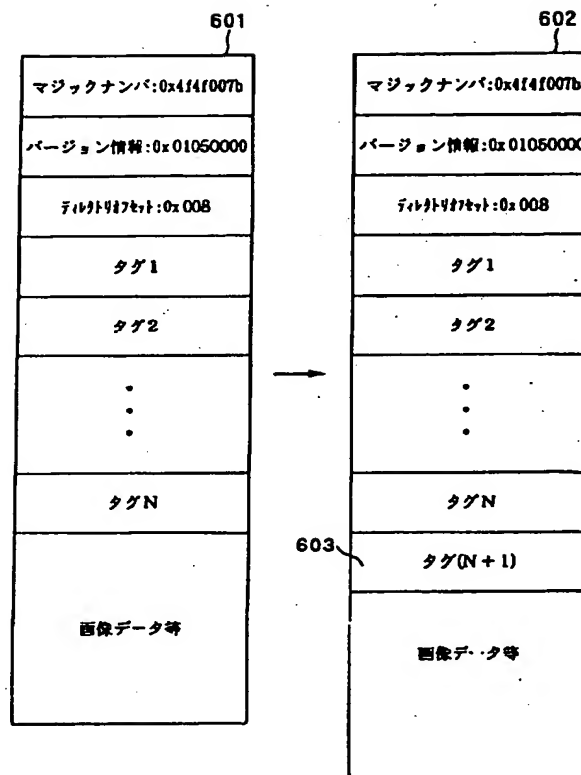 601
マジックナンバ:0x4f4f007b
バージョン情報:0x01050000
ディレクトリオフセット:0x008
タグ1
タグ2
タグN
画像データ等
602
マジックナンバ:0x4f4f007b
バージョン情報:0x01050000
ディレクトリオフセット:0x008
タグ1
タグ2
タグN
603
タグ(N+1)
画像データ等